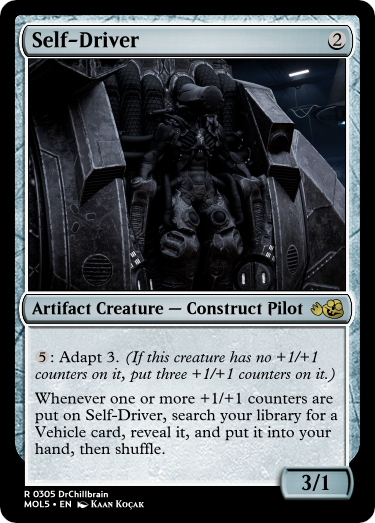 Self-Driver 2
Artifact Creature — Construct Pilot
5: Adapt 3. (If this creature has no +1/+1
counters on it, put three +1/+1 counters on it.)
Whenever one or more +1/+1 counters are
put on Self-Driver, search your library for a
Vehicle card, reveal it, and put it into your
hand, then shuffle.
3/1
R 0305 DrChillbrain
MOL5 • EN Kaan Koçak